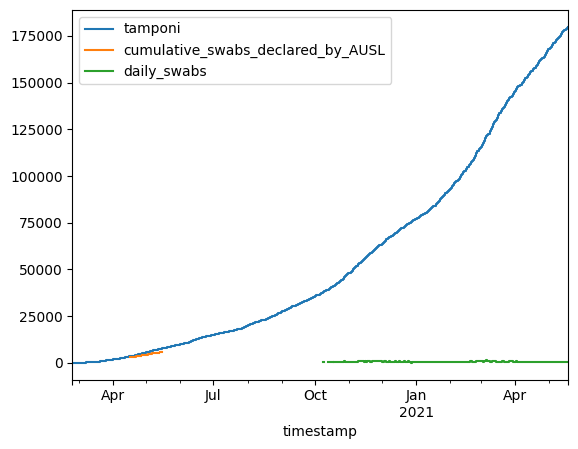 tamponi
cumulative_swabs_declared_by_AUSL
daily_swabs
175000
150000
125000
100000
75000
50000
25000
0
Apr Jul Oct Jan Apr
2021
timestamp